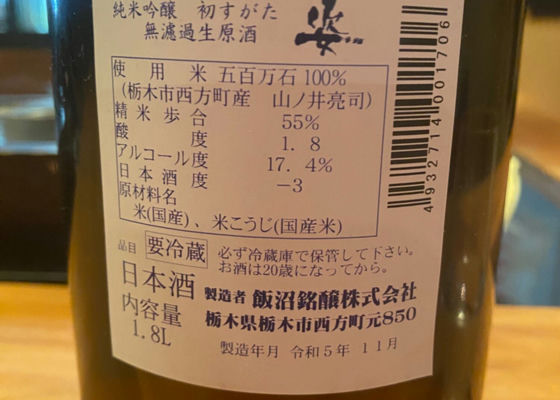 純米吟醸 初すがた
無濾過生原酒
姿
使用米 五百万石 100%
(栃木市西方町産 山ノ井亮司)
精米歩合 55%
酸度 1.8
アルコール度 17.4%
日本酒度 -3
原材料名
米(国産)、米こうじ(国産米)
品目 要冷蔵 必ず冷蔵庫で保管して下さい。
お酒は20歳になってから。
日本酒
内容量
1.8L
製造者 飯沼銘醸株式会社
栃木県栃木市西方町元850
製造年月 令和5年 11月
4932714001706